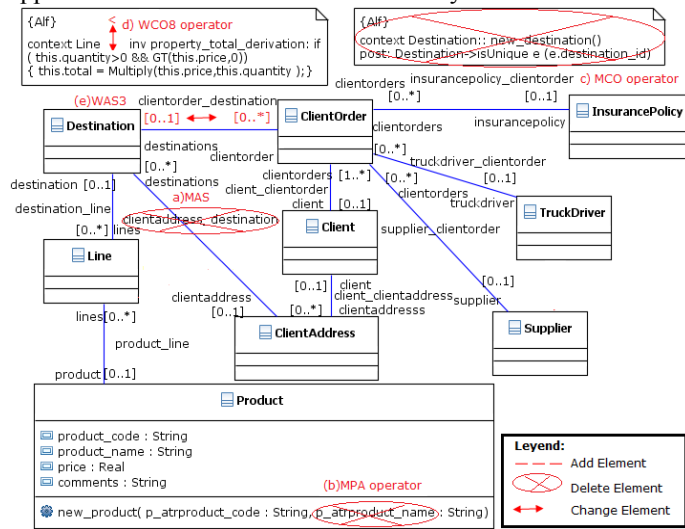 {Alf}
d) WCO8 operator
context Line inv property_total_derivation: if
( this.quantity>0 && GT(this.price,0))
{ this.total = Multiply(this.price,this.quantity ); }
{Alf}
context Destination:: new_destination()
post: Destination->isUnique e (e.destination_id)
c) MCO operator
clientorders
insurancepolicy_clientorder
[0..*]
[0..1]
InsurancePolicy
insurancepolicy
(e)WAS3
clientorder_destination
[0..1]
[0..*]
Destination
ClientOrder
destinations
[0..*]
clientorder
clientorders
[0..*]
truckdriver_clientorder
[0..1]
truckdriver
TruckDriver
destination [0..1]
destinations
destination_line
[0..*] lines
a)MAS
clientaddress_destination
clientorders [1..*]
client_clientorder
client [0..1]
clientorders
supplier_clientorder
Line
Client
[0..1]
supplier
Supplier
[0..1] client
client_clientaddress
[0..*] clientadresss
clientaddress
[0..1]
ClientAddress
lines[0..*]
product_line
product[0..1]
Product
product_code : String
product_name : String
price : Real
comments : String
(b)MPA operator
new_product( p_atrproduct_code : String, p_atrproduct_name : String)
Leyend:
Add Element
Delete Element
Change Element